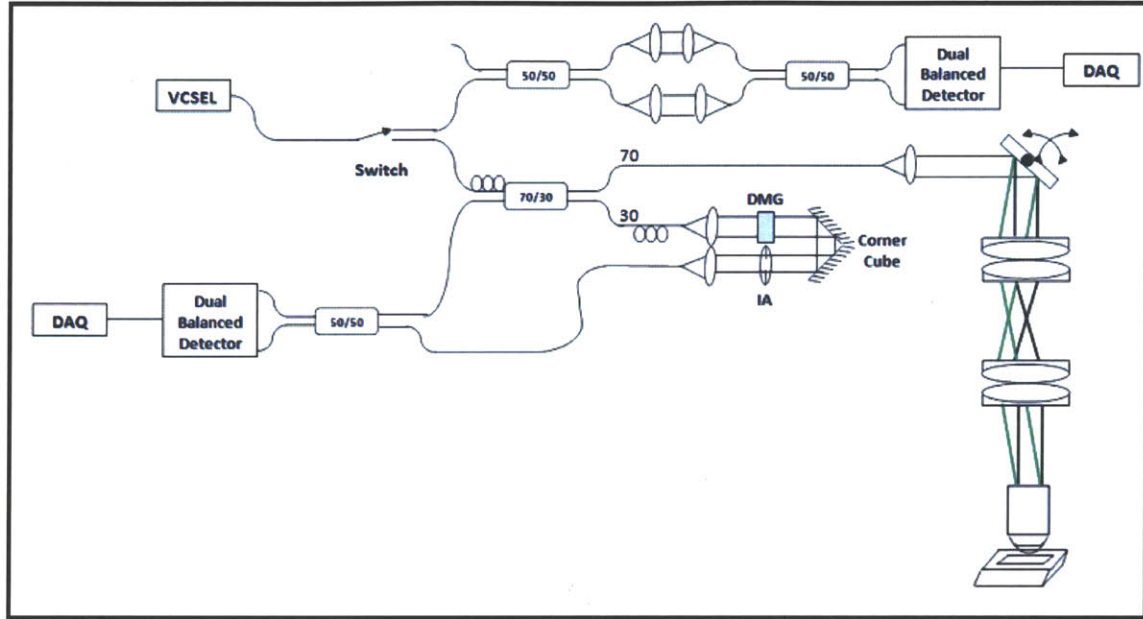 50/50
50/50
Dual
Balanced
Detector
DAQ
VCSEL
Switch
70
70/30
30
DMG
Corner
Cube
IA
DAQ
Dual
Balanced
Detector
50/50